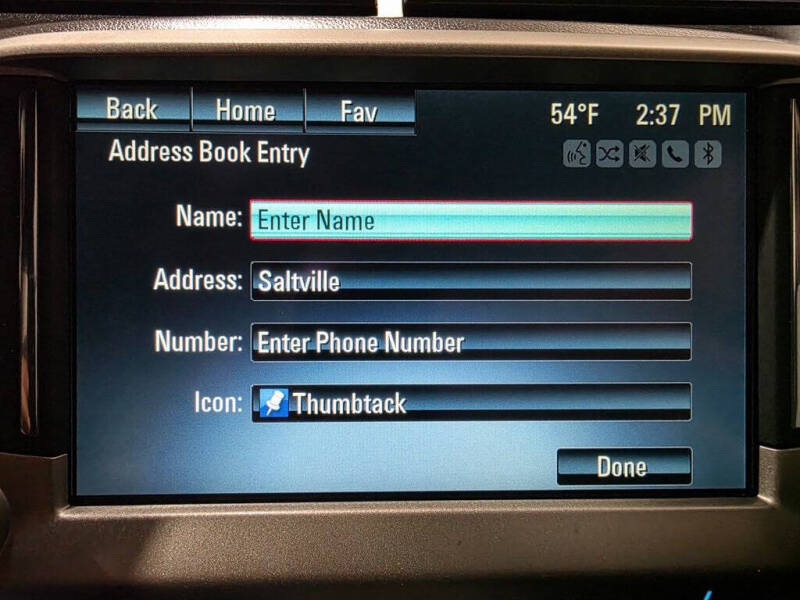 Back Home Fav 54°F 2:37 PM
Address Book Entry
Name: Enter Name
Address: Saltville
Number: Enter Phone Number
Icon: Thumbtack
Done